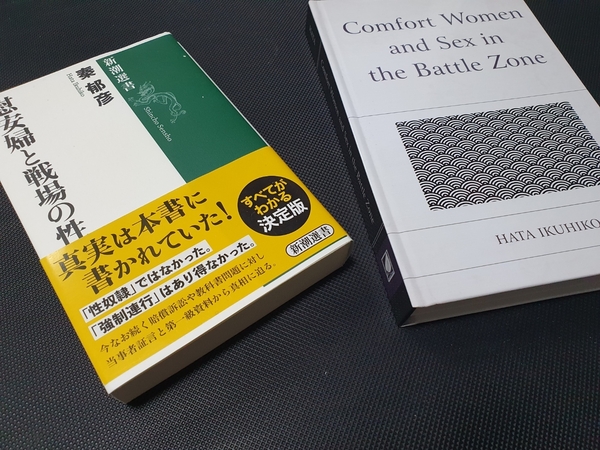 新潮選書
Shincho Sensho
秦 郁彦
Hata Ikuhiko
慰安婦と戦場の性
真実は本書に
書かれていた！
すべてが
わかる
決定版
「性奴隷」ではなかった。
「強制連行」はあり得なかった。
今なお続く賠償訴訟や教科書問題に対し
当事者証言と第一級資料から真相に迫る。
新潮選書
Comfort Women
and Sex in
the Battle Zone
HATA IKUHIKO